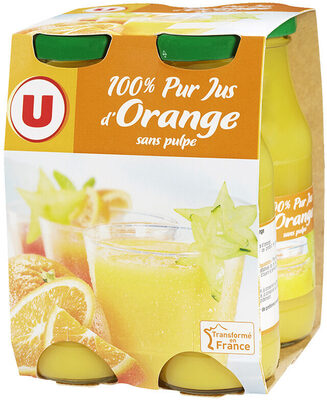 U
100% Pur Jus
d'Orange
sans pulpe
100% Pur Jus
d'Orange
sans pulpe
Transformé
en
France